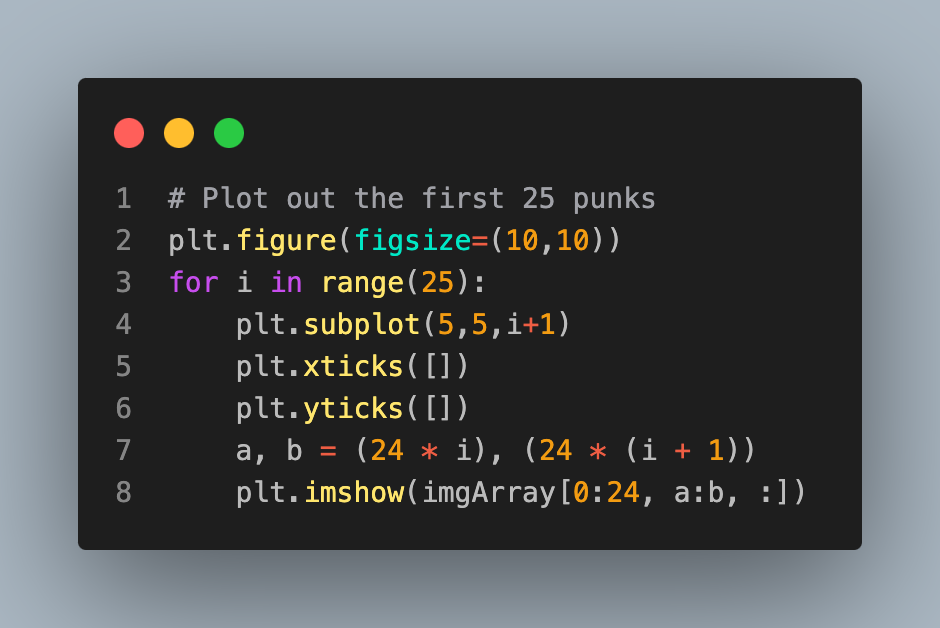 1 # Plot out the first 25 punks
2 plt.figure(figsize=(10,10))
3 for i in range(25):
4     plt.subplot(5,5,i+1)
5     plt.xticks([])
6     plt.yticks([])
7     a, b = (24 * i), (24 * (i + 1))
8     plt.imshow(imgArray[0:24, a:b, :])